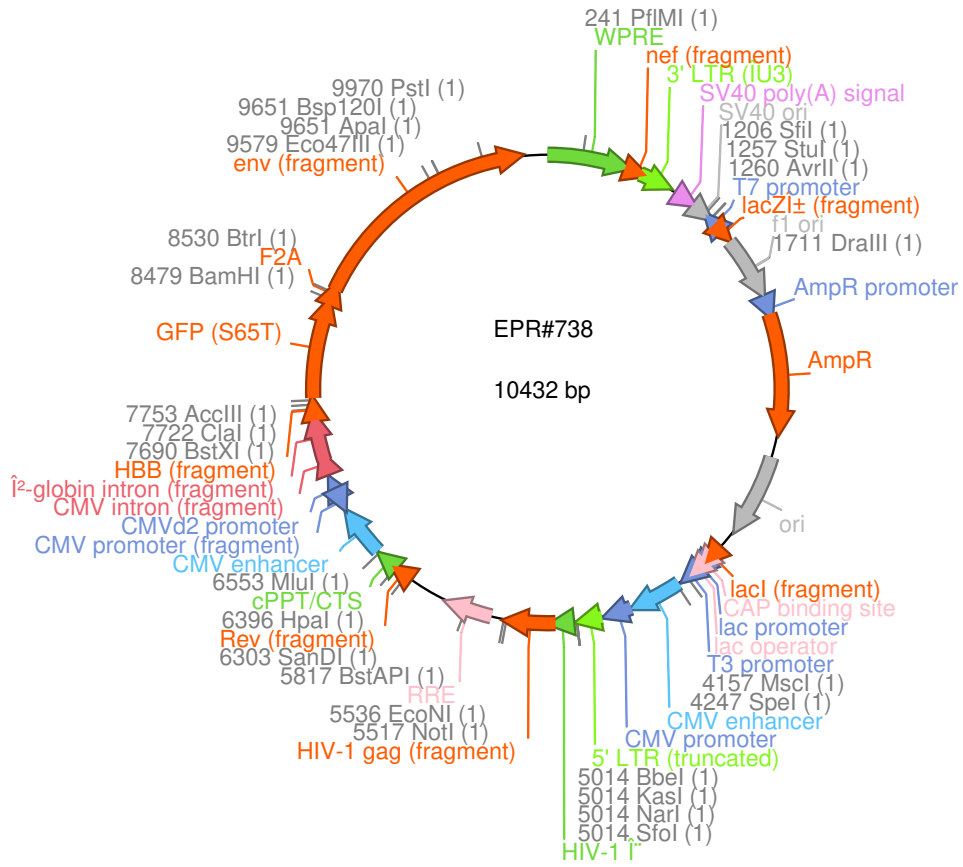 241 PflMI (1)
WPRE
nef (fragment)
3' LTR (ÎU3)
SV40 poly(A) signal
SV40 ori
1206 SfiI (1)
1257 StuI (1)
1260 AvrII (1)
T7 promoter
lacZÎ± (fragment)
f1 ori
1711 DraIII (1)
AmpR promoter
AmpR
ori
lacI (fragment)
CAP binding site
lac promoter
lac operator
T3 promoter
4157 MscI (1)
4247 SpeI (1)
CMV enhancer
CMV promoter
5' LTR (truncated)
5014 BbeI (1)
5014 KasI (1)
5014 NarI (1)
5014 SfoI (1)
HIV-1 Î¨
HIV-1 gag (fragment)
5517 NotI (1)
5536 EcoNI (1)
RRE
5817 BstAPI (1)
6303 SanDI (1)
Rev (fragment)
6396 HpaI (1)
cPPT/CTS
6553 MluI (1)
CMV enhancer
CMV promoter (fragment)
CMVd2 promoter
CMV intron (fragment)
Î²-globin intron (fragment)
HBB (fragment)
7690 BstXI (1)
7722 ClaI (1)
7753 AccIII (1)
GFP (S65T)
8479 BamHI (1)
F2A
8530 BtrI (1)
env (fragment)
9579 Eco47III (1)
9651 ApaI (1)
9651 Bsp120I (1)
9970 PstI (1)
EPR#738
10432 bp